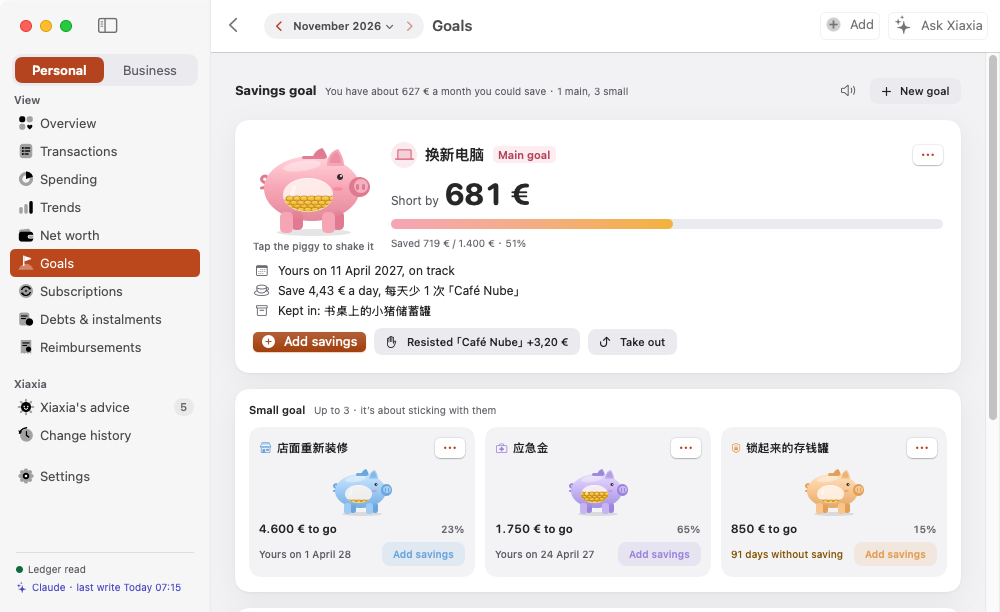 November 2026
Goals
Add
Ask Xiaxia
Personal
Business
View
Overview
Transactions
Spending
Trends
Net worth
Goals
Subscriptions
Debts & instalments
Reimbursements
Xiaxia
Xiaxia's advice 5
Change history
Settings
Ledger read
Claude · last write Today 07:15
Savings goal You have about 627 € a month you could save · 1 main, 3 small
New goal
换新电脑 Main goal
Short by 681 €
Saved 719 € / 1.400 € · 51%
Tap the piggy to shake it
Yours on 11 April 2027, on track
Save 4,43 € a day, 每天少 1 次「Café Nube」
Kept in: 书桌上的小猪储蓄罐
Add savings
Resisted「Café Nube」+3,20 €
Take out
Small goal Up to 3 · it's about sticking with them
店面重新装修
4.600 € to go 23%
Yours on 1 April 28 Add savings
应急金
1.750 € to go 65%
Yours on 24 April 27 Add savings
锁起来的存钱罐
850 € to go 15%
91 days without saving Add savings